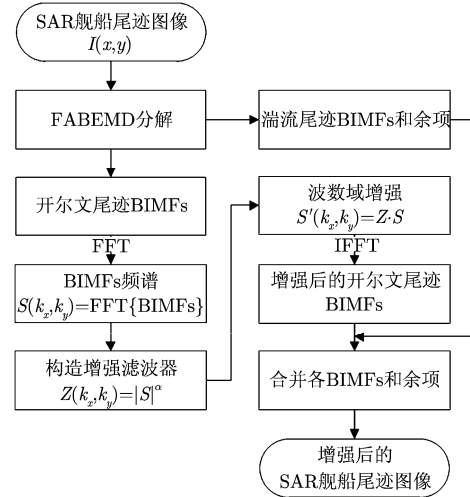 SAR舰船尾迹图像
I(x,y)
FABEMD分解
湍流尾迹BIMFs和余项
开尔文尾迹BIMFs
FFT
BIMFs频谱
S(kₓ,k_y)=FFT{BIMFs}
构造增强滤波器
Z(kₓ,k_y)=|S|^α
波数域增强
S′(kₓ,k_y)=Z·S
IFFT
增强后的开尔文尾迹
BIMFs
合并各BIMFs和余项
增强后的
SAR舰船尾迹图像